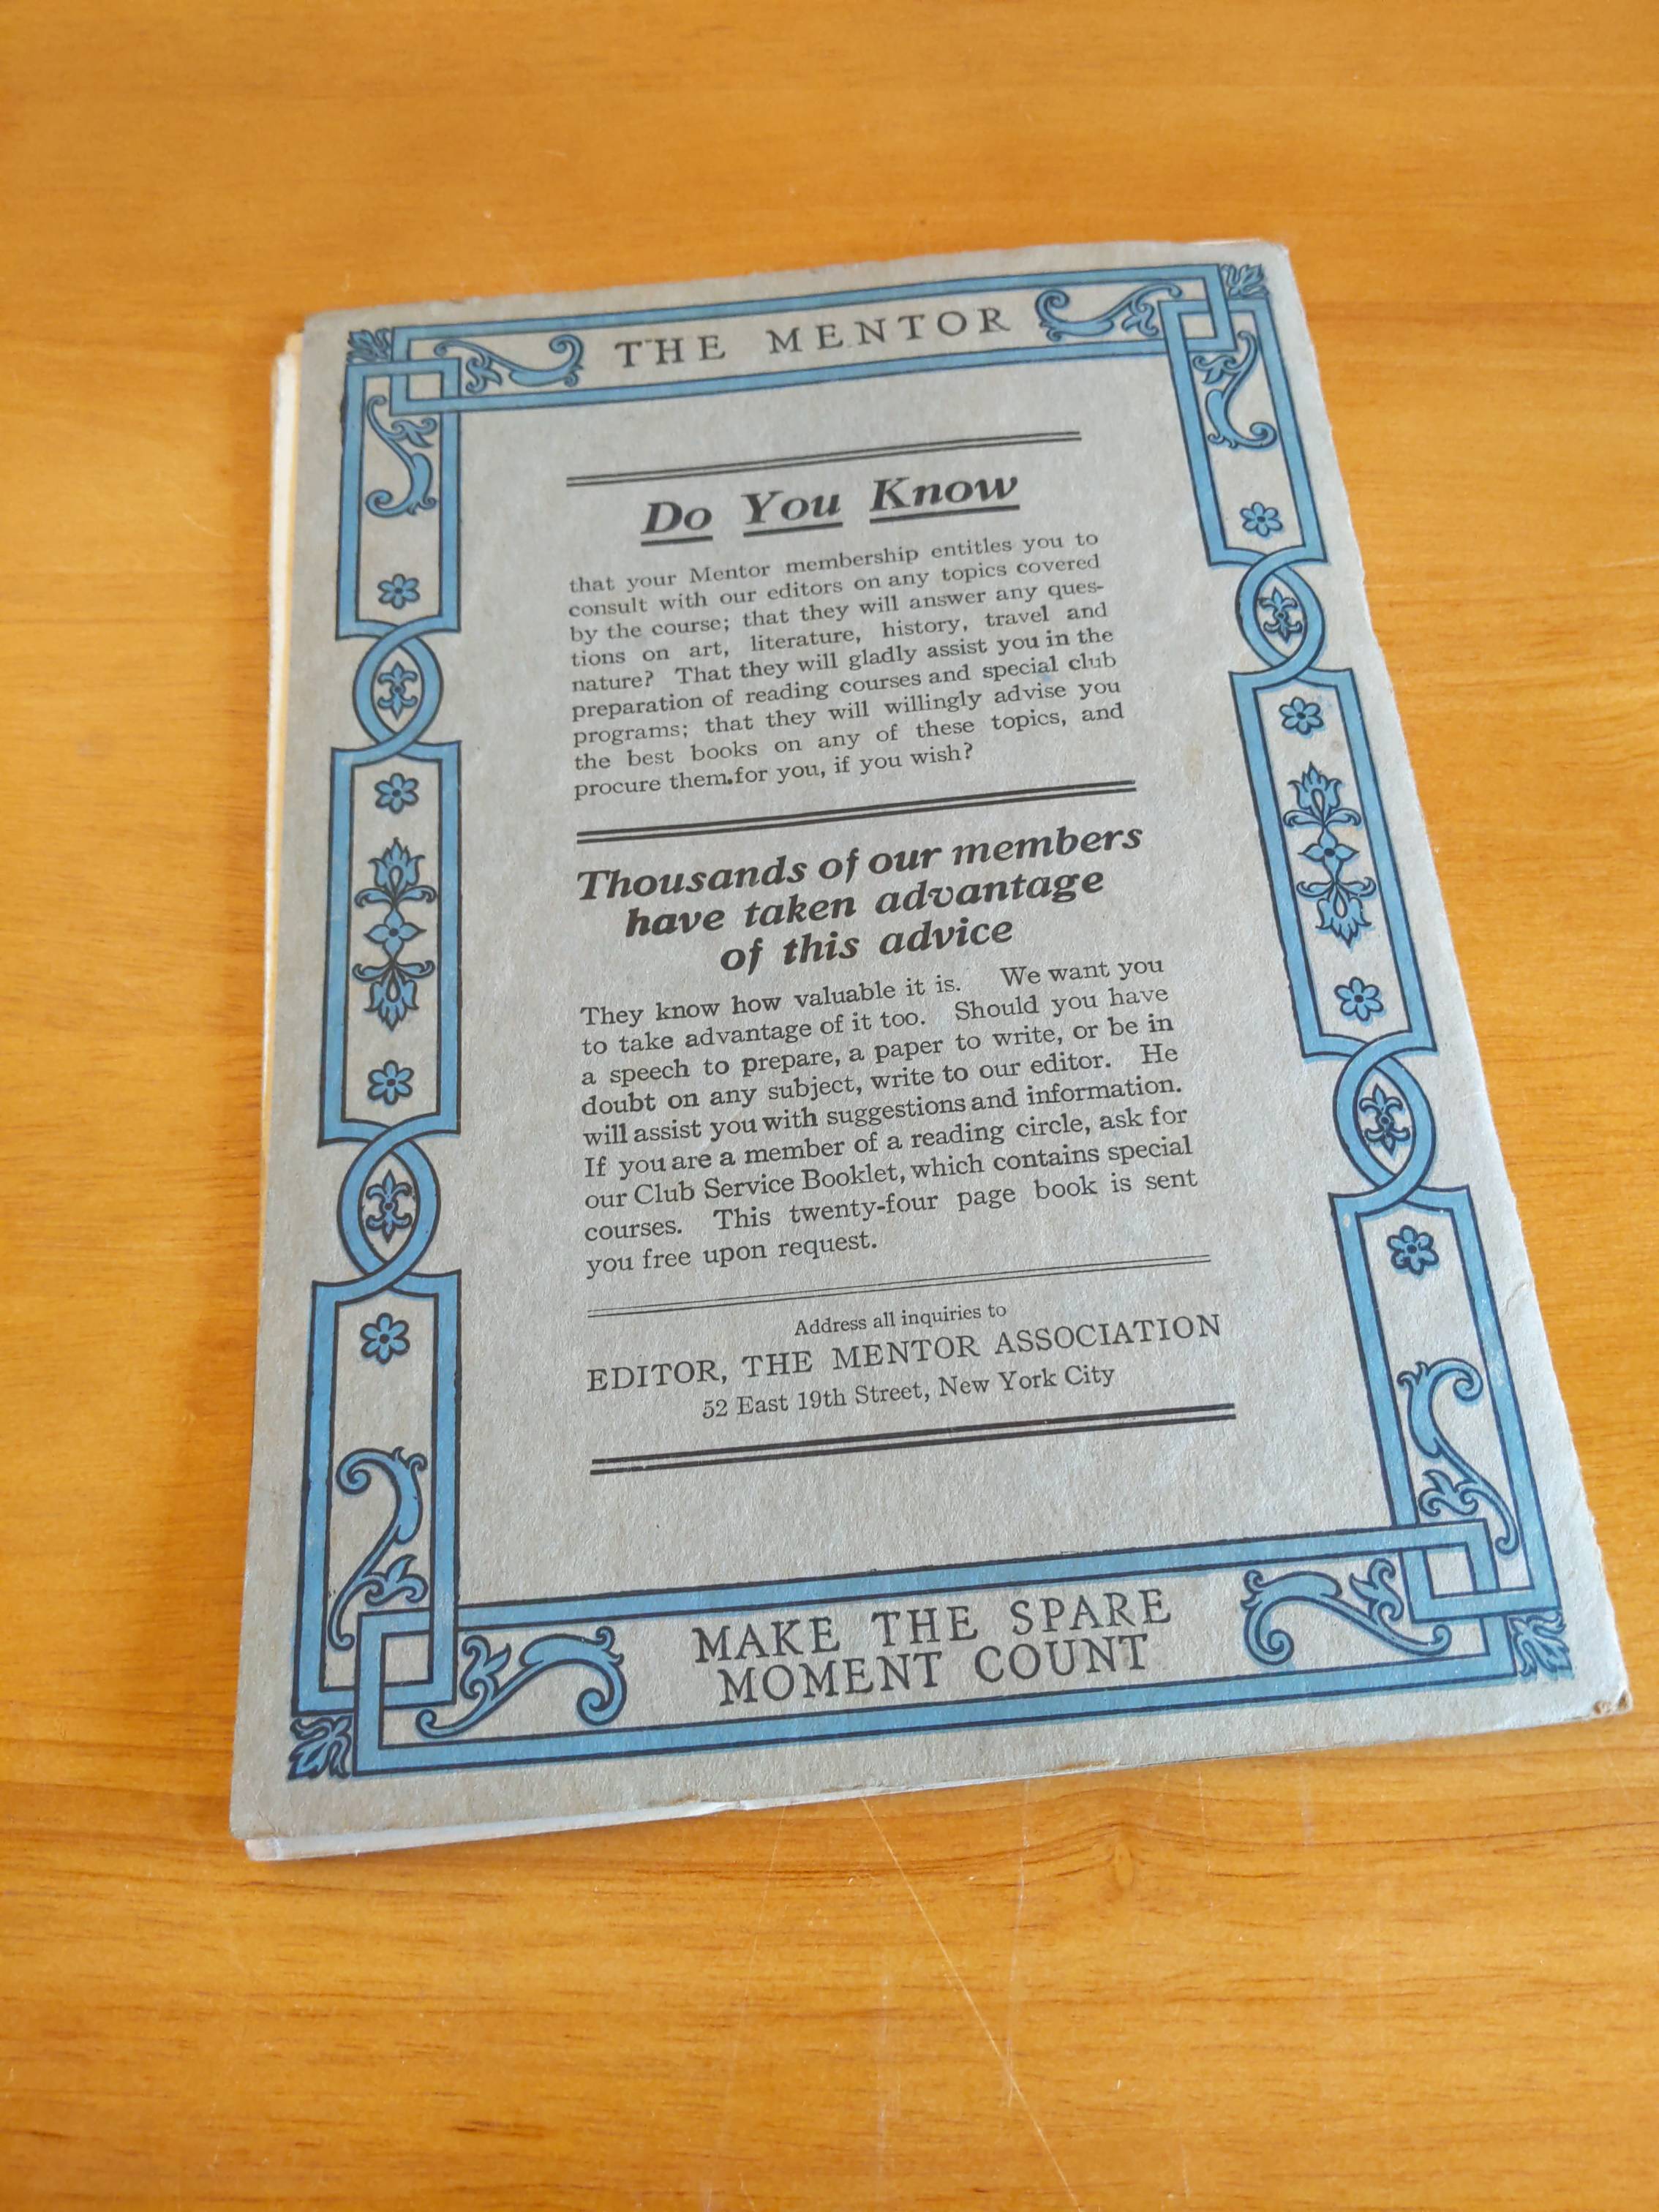 THE MENTOR
Do You Know
that your Mentor membership entitles you to
consult with our editors on any topics covered
by the course; that they will answer any ques-
tions on art, literature, history, travel and
nature? That they will gladly assist you in the
preparation of reading courses and special club
programs; that they will willingly advise you
the best books on any of these topics, and
procure them.for you, if you wish?
Thousands of our members
have taken advantage
of this advice
They know how valuable it is. We want you
to take advantage of it too. Should you have
a speech to prepare, a paper to write, or be in
doubt on any subject, write to our editor. He
will assist you with suggestions and information.
If you are a member of a reading circle, ask for
our Club Service Booklet, which contains special
courses. This twenty-four page book is sent
you free upon request.
Address all inquiries to
EDITOR, THE MENTOR ASSOCIATION
52 East 19th Street, New York City
MAKE THE SPARE
MOMENT COUNT